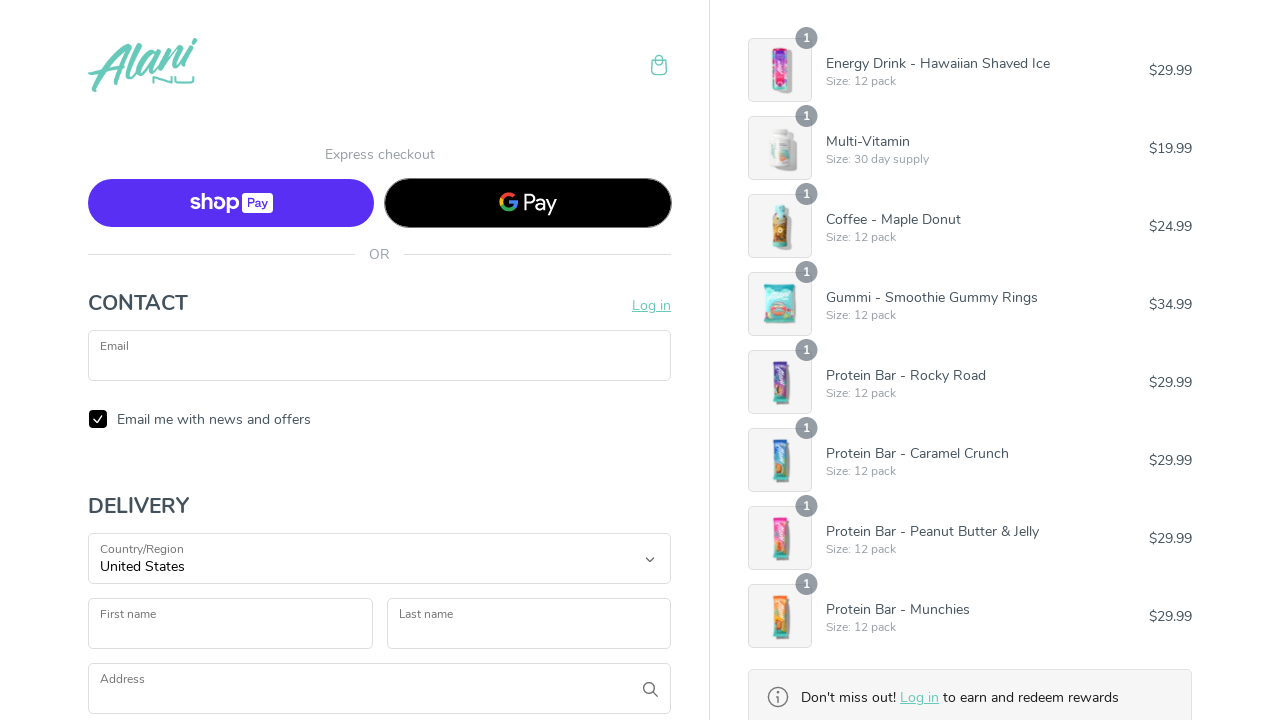 Alani
NU
Express checkout
shop Pay
G Pay
OR
CONTACT
Log in
Email
Email me with news and offers
DELIVERY
Country/Region
United States
First name
Last name
Address
1
Energy Drink - Hawaiian Shaved Ice
Size: 12 pack
$29.99
1
Multi-Vitamin
Size: 30 day supply
$19.99
1
Coffee - Maple Donut
Size: 12 pack
$24.99
1
Gummi - Smoothie Gummy Rings
Size: 12 pack
$34.99
1
Protein Bar - Rocky Road
Size: 12 pack
$29.99
1
Protein Bar - Caramel Crunch
Size: 12 pack
$29.99
1
Protein Bar - Peanut Butter & Jelly
Size: 12 pack
$29.99
1
Protein Bar - Munchies
Size: 12 pack
$29.99
Don't miss out! Log in to earn and redeem rewards